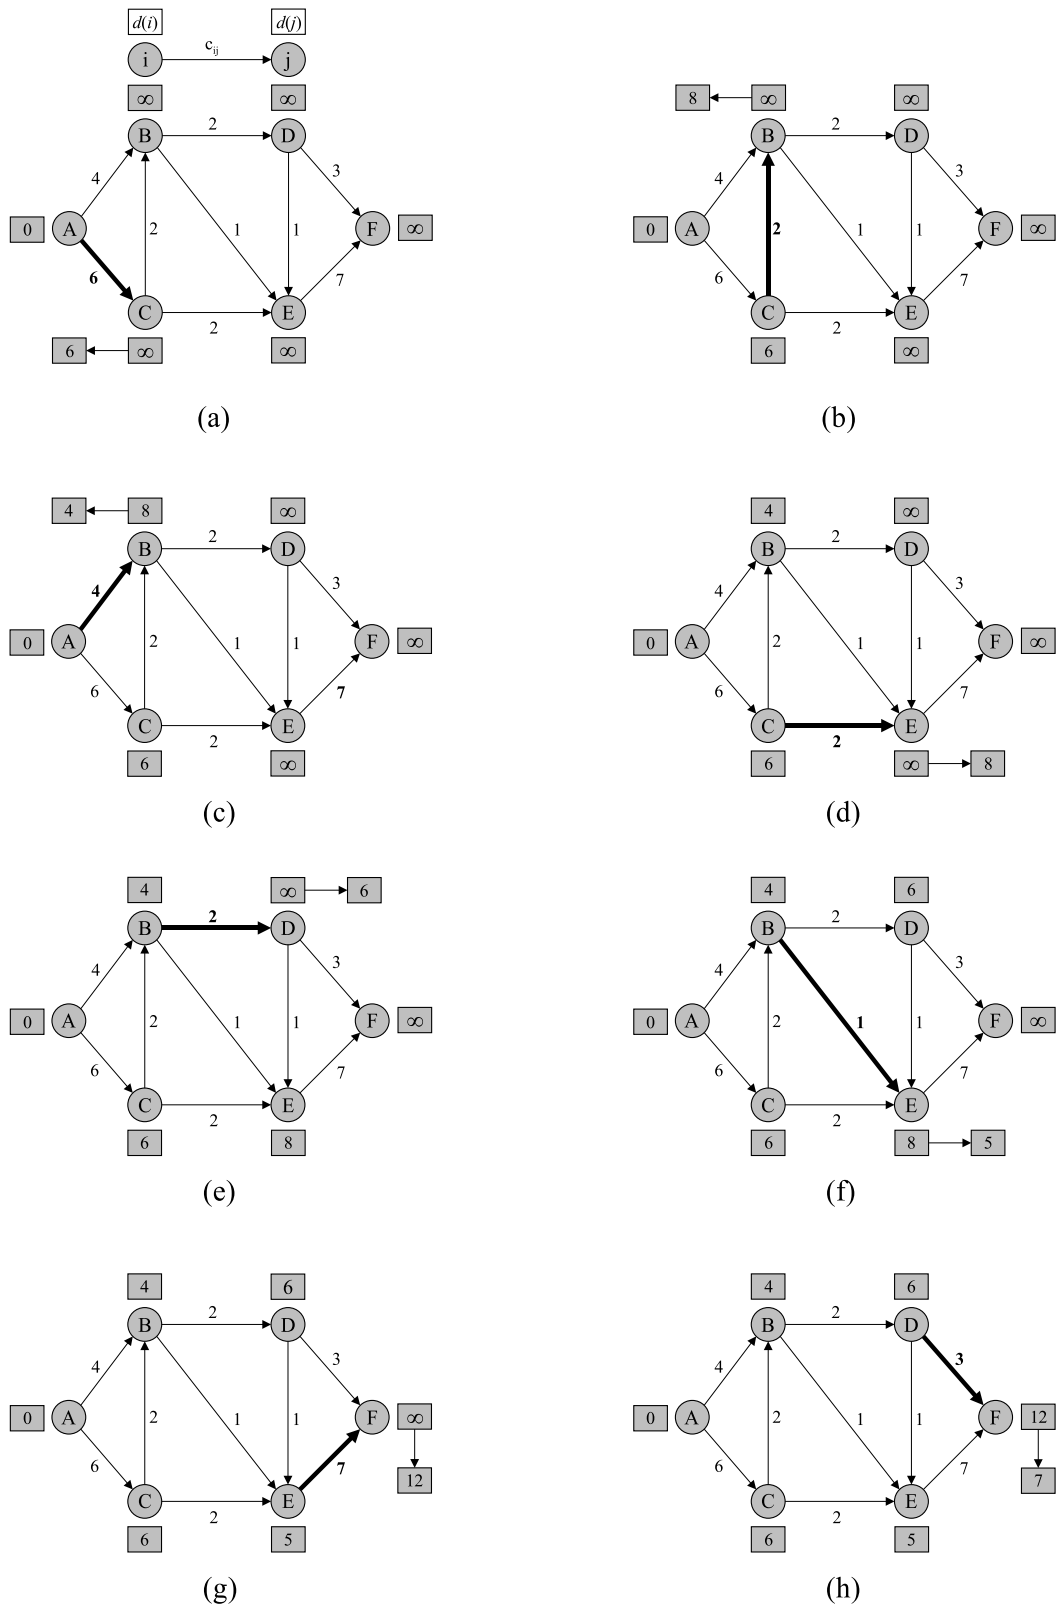 d(i) d(j)
i c_ij j
∞ ∞
B 2 D
4 3
0 A 2 1 1 F ∞
6 7
C 2 E
6 ∞ ∞
(a)
8 ∞ ∞
B 2 D
4 3
0 A 2 1 1 F ∞
6 7
C 2 E
6 ∞
(b)
4 8 ∞
B 2 D
4 3
0 A 2 1 1 F ∞
6 7
C 2 E
6 ∞
(c)
4 ∞
B 2 D
4 3
0 A 2 1 1 F ∞
6 7
C 2 E
6 ∞ 8
(d)
4 ∞ 6
B 2 D
4 3
0 A 2 1 1 F ∞
6 7
C 2 E
6 8
(e)
4 6
B 2 D
4 3
0 A 2 1 1 F ∞
6 7
C 2 E
6 8 5
(f)
4 6
B 2 D
4 3
0 A 2 1 1 F ∞
6 7 12
C 2 E
6 5
(g)
4 6
B 2 D
4 3
0 A 2 1 1 F 12
6 7 7
C 2 E
6 5
(h)